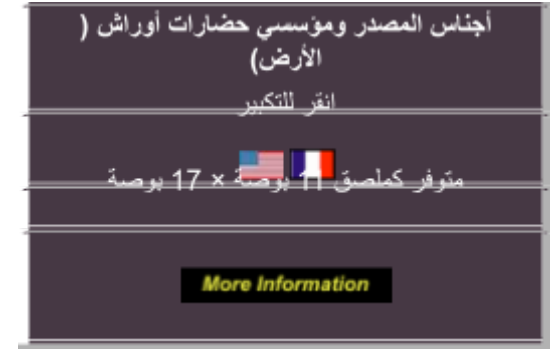 أجناس المصدر ومؤسسي حضارات أوراش (
الأرض)
انقر للتكبير
متوفر كملصق 11 بوصة × 17 بوصة
More Information